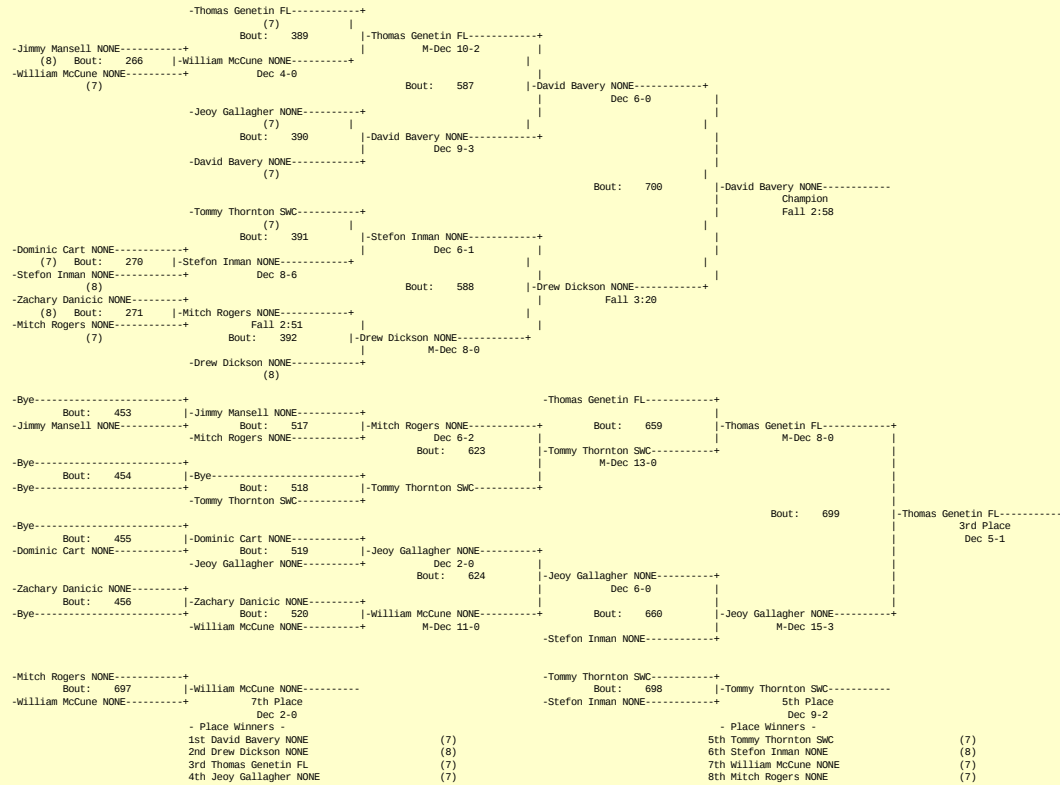 -Thomas Genetin FL------------+
(7) |
Bout: 389 |-Thomas Genetin FL------------+
-Jimmy Mansell NONE-----------+ | M-Dec 10-2 |
(8) Bout: 266 |-William McCune NONE-----------+ |
-William McCune NONE----------+ Dec 4-0 |
(7) Bout: 587 |-David Bavery NONE------------+
| Dec 6-0 |
-Jeoy Gallagher NONE----------+ | |
(7) | | |
Bout: 390 |-David Bavery NONE------------+ |
| Dec 9-3 |
-David Bavery NONE------------+ |
(7) |
Bout: 700 |-David Bavery NONE------------
| Champion
-Tommy Thornton SWC-----------+ | Fall 2:58
(7) | |
Bout: 391 |-Stefon Inman NONE------------+ |
-Dominic Cart NONE------------+ | Dec 6-1 | |
(7) Bout: 270 |-Stefon Inman NONE------------+ | |
-Stefon Inman NONE------------+ Dec 8-6 | |
(8) Bout: 588 |-Drew Dickson NONE------------+
-Zachary Danicic NONE---------+ | Fall 3:20
(8) Bout: 271 |-Mitch Rogers NONE------------+ |
-Mitch Rogers NONE------------+ Fall 2:51 | |
(7) Bout: 392 |-Drew Dickson NONE------------+
| M-Dec 8-0
-Drew Dickson NONE------------+
(8)
-Bye--------------------------+ -Thomas Genetin FL------------+
Bout: 453 |-Jimmy Mansell NONE-----------+ |
-Jimmy Mansell NONE-----------+ Bout: 517 |-Mitch Rogers NONE------------+ Bout: 659 |-Thomas Genetin FL------------+
-Mitch Rogers NONE------------+ Dec 6-2 | | M-Dec 8-0 |
Bout: 623 |-Tommy Thornton SWC-----------+ |
-Bye--------------------------+ | M-Dec 13-0 |
Bout: 454 |-Bye--------------------------+ | |
-Bye--------------------------+ Bout: 518 |-Tommy Thornton SWC-----------+ |
-Tommy Thornton SWC-----------+ |
Bout: 699 |-Thomas Genetin FL------------
-Bye--------------------------+ | 3rd Place
Bout: 455 |-Dominic Cart NONE------------+ | Dec 5-1
-Dominic Cart NONE------------+ Bout: 519 |-Jeoy Gallagher NONE----------+ |
-Jeoy Gallagher NONE----------+ Dec 2-0 | |
Bout: 624 |-Jeoy Gallagher NONE----------+ |
-Zachary Danicic NONE---------+ | Dec 6-0 | |
Bout: 456 |-Zachary Danicic NONE---------+ | | |
-Bye--------------------------+ Bout: 520 |-William McCune NONE----------+ Bout: 660 |-Jeoy Gallagher NONE----------+
-William McCune NONE----------+ M-Dec 11-0 | M-Dec 15-3
-Stefon Inman NONE------------+
-Mitch Rogers NONE------------+ -Tommy Thornton SWC-----------+
Bout: 697 |-William McCune NONE---------- Bout: 698 |-Tommy Thornton SWC-----------
-William McCune NONE----------+ 7th Place -Stefon Inman NONE------------+ 5th Place
Dec 2-0 Dec 9-2
- Place Winners - - Place Winners -
1st David Bavery NONE (7) 5th Tommy Thornton SWC (7)
2nd Drew Dickson NONE (8) 6th Stefon Inman NONE (8)
3rd Thomas Genetin FL (7) 7th William McCune NONE (7)
4th Jeoy Gallagher NONE (7) 8th Mitch Rogers NONE (7)